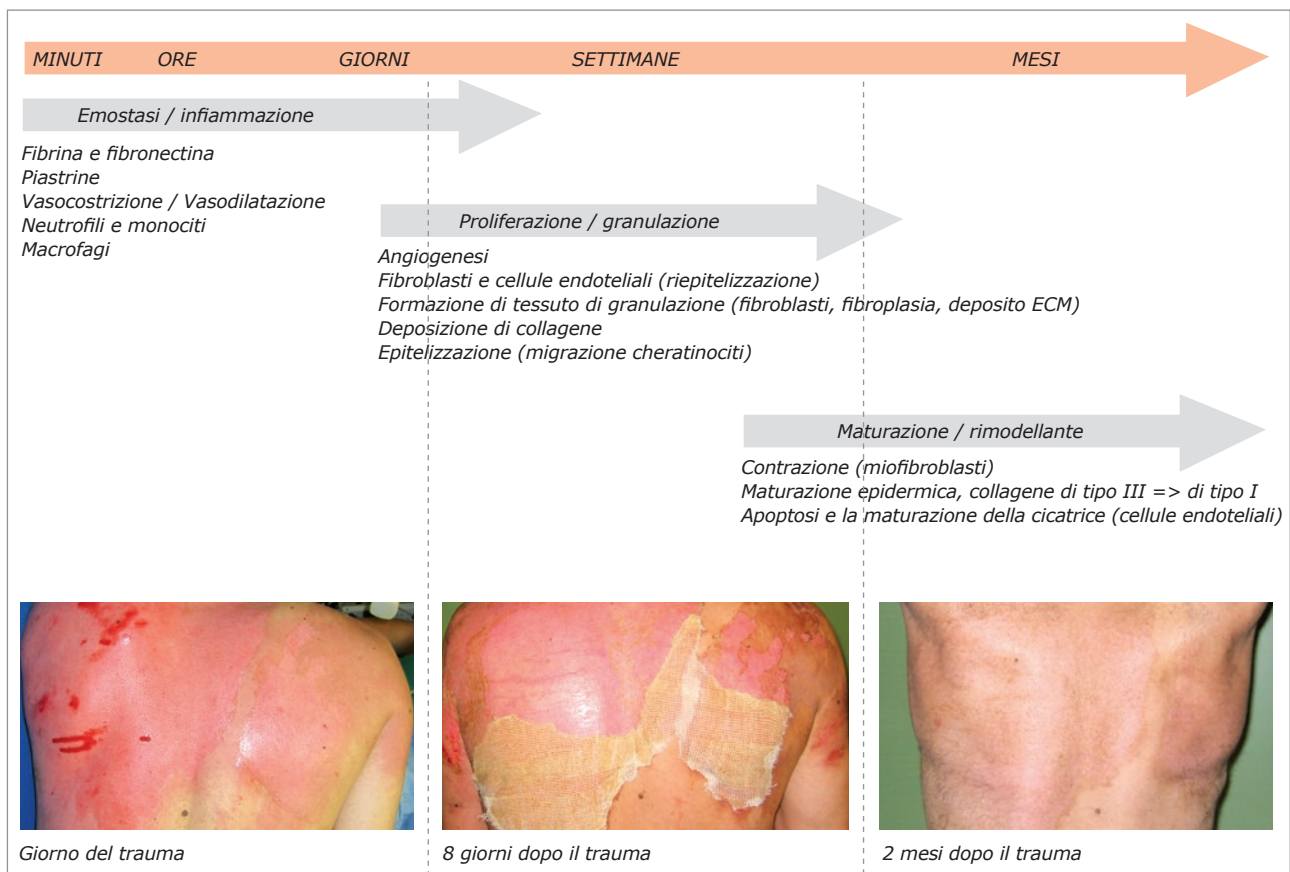 MINUTI ORE GIORNI SETTIMANE MESI
Emostasi / infiammazione
Fibrina e fibronectina
Piastrine
Vasocostrizione / Vasodilatazione
Neutrofili e monociti
Macrofagi
Proliferazione / granulazione
Angiogenesi
Fibroblasti e cellule endoteliali (riepitelizzazione)
Formazione di tessuto di granulazione (fibroblasti, fibroplasia, deposito ECM)
Deposizione di collagene
Epitelizzazione (migrazione cheratinociti)
Maturazione / rimodellante
Contrazione (miofibroblasti)
Maturazione epidermica, collagene di tipo III => di tipo I
Apoptosi e la maturazione della cicatrice (cellule endoteliali)
Giorno del trauma
8 giorni dopo il trauma
2 mesi dopo il trauma